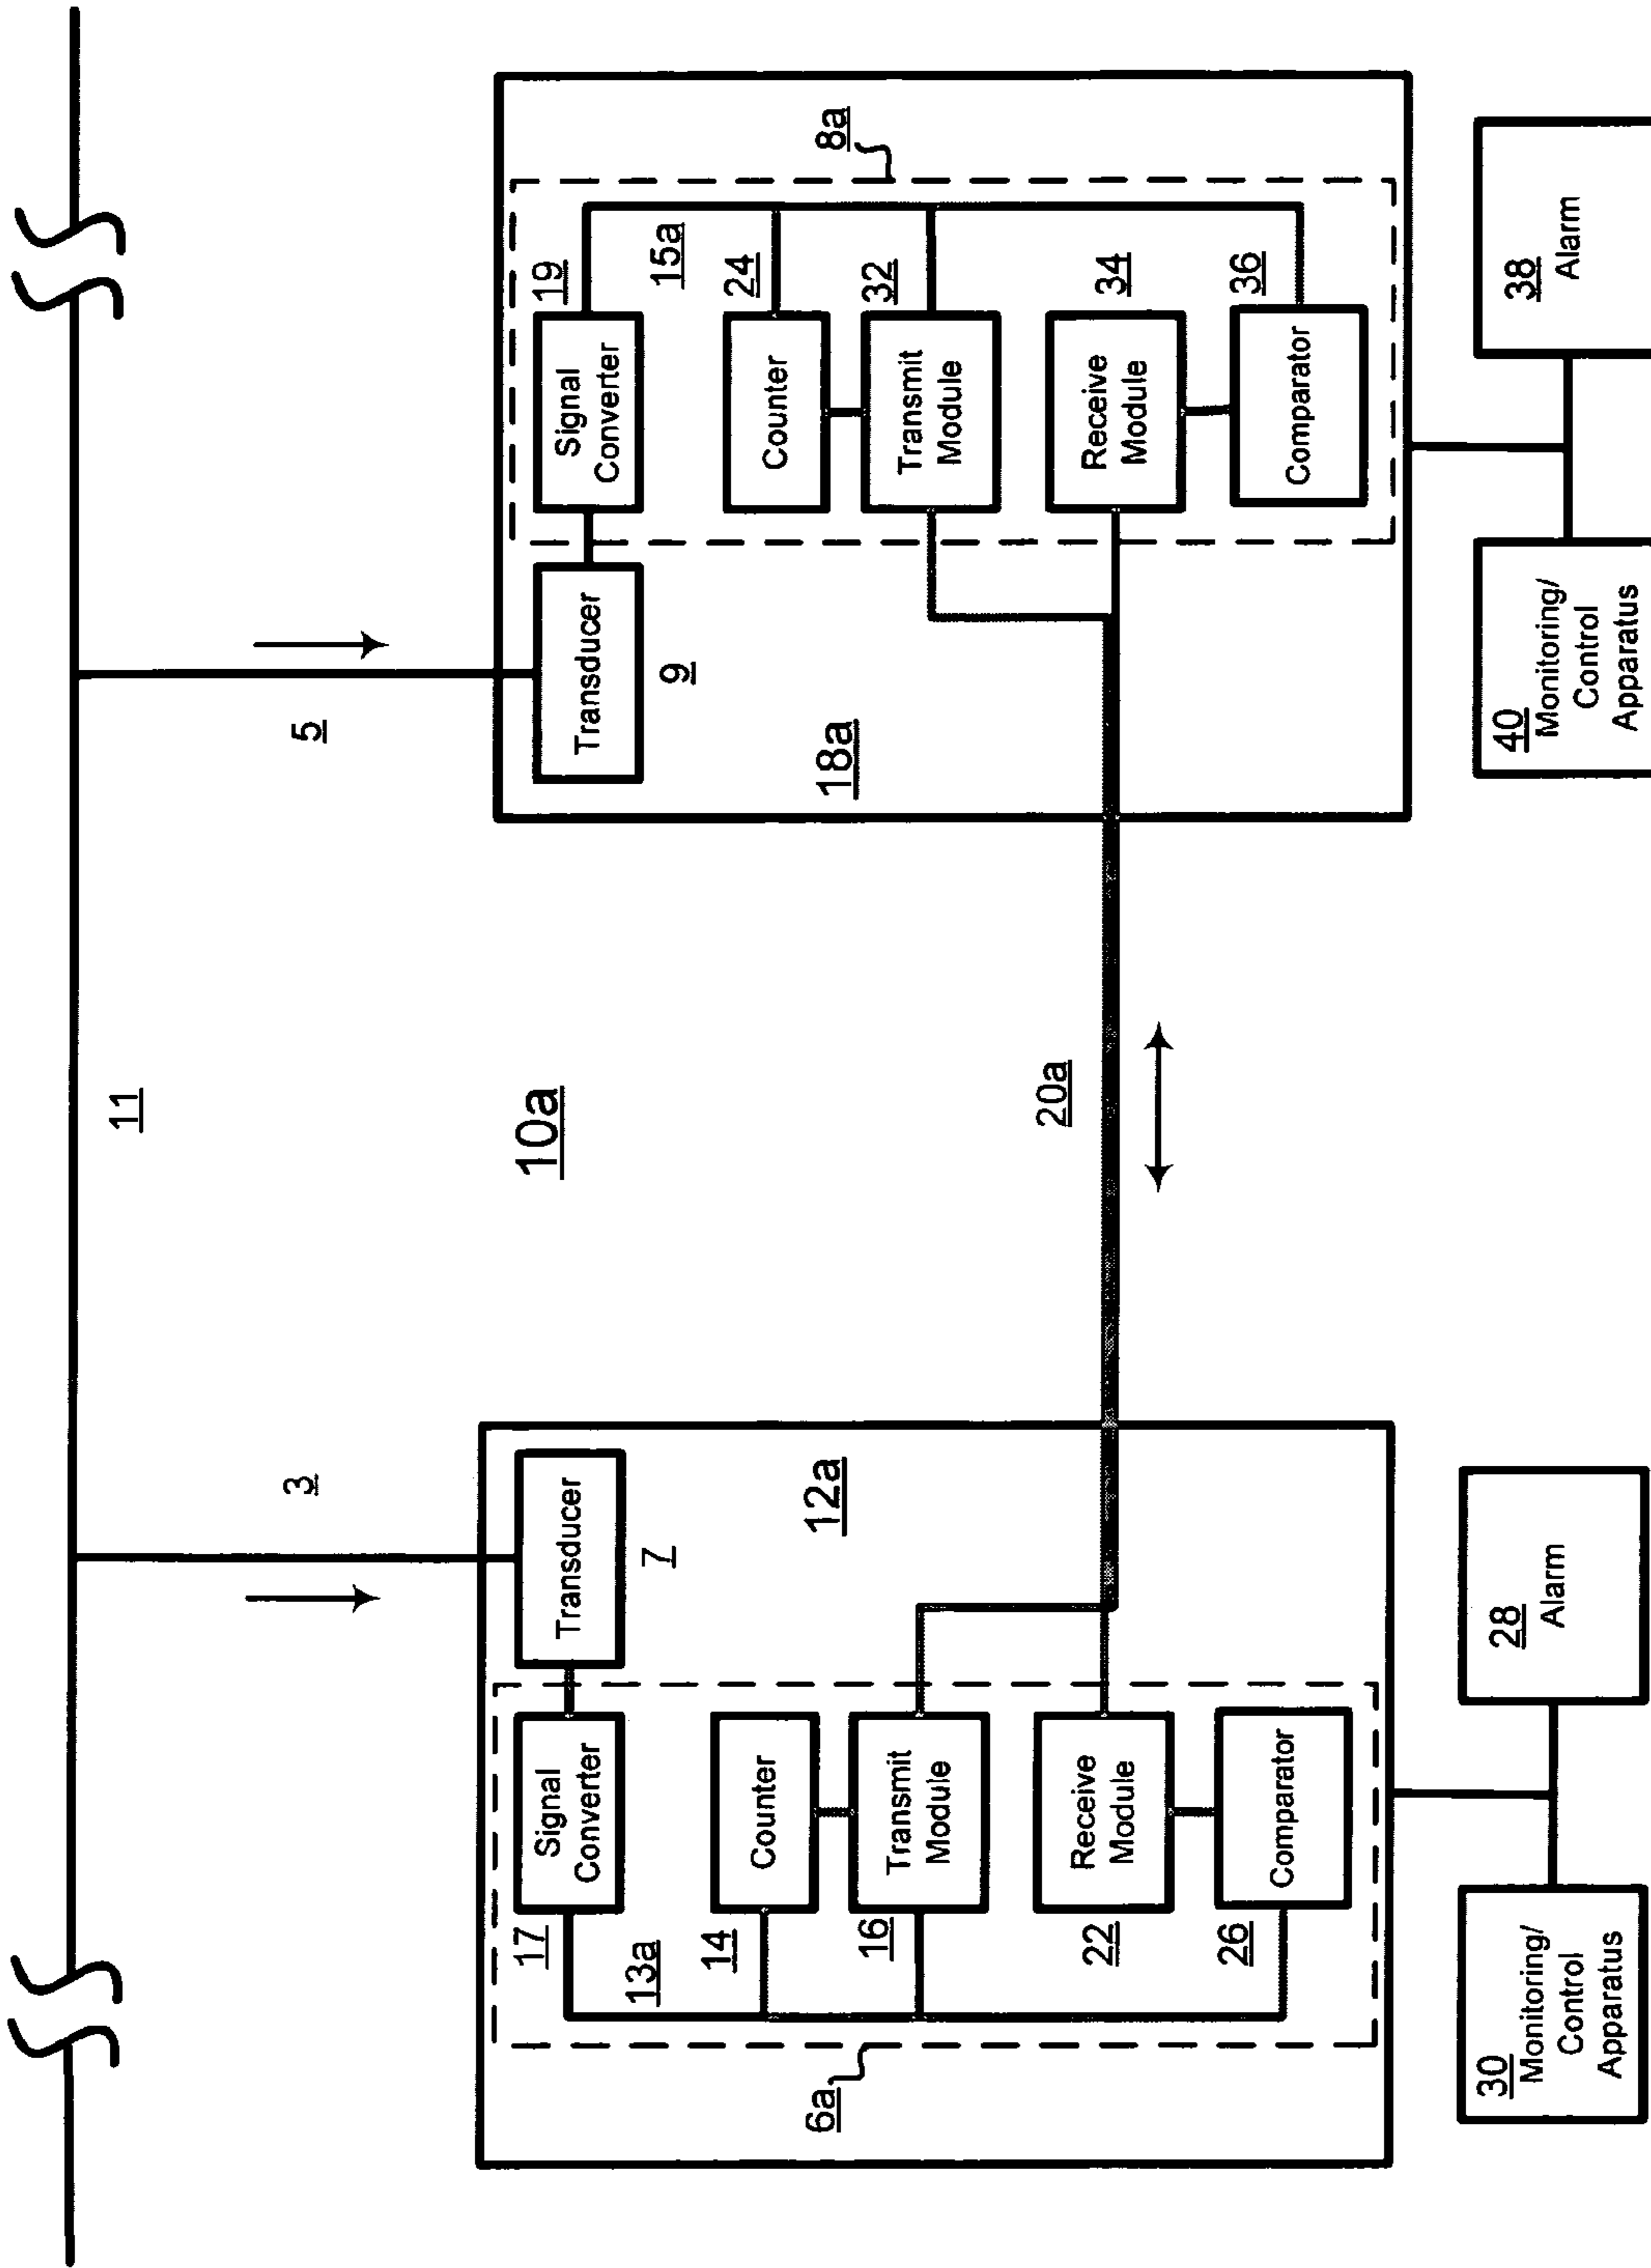 11
3
5
10a
Transducer
7
Signal
Converter
17
13a
Counter
14
Transmit
Module
16
Receive
Module
22
Comparator
26
12a
6a
20a
Transducer
9
Signal
Converter
19
15a
Counter
24
Transmit
Module
32
Receive
Module
34
Comparator
36
18a
8a
30
Monitoring/
Control
Apparatus
28
Alarm
40
Monitoring/
Control
Apparatus
38
Alarm